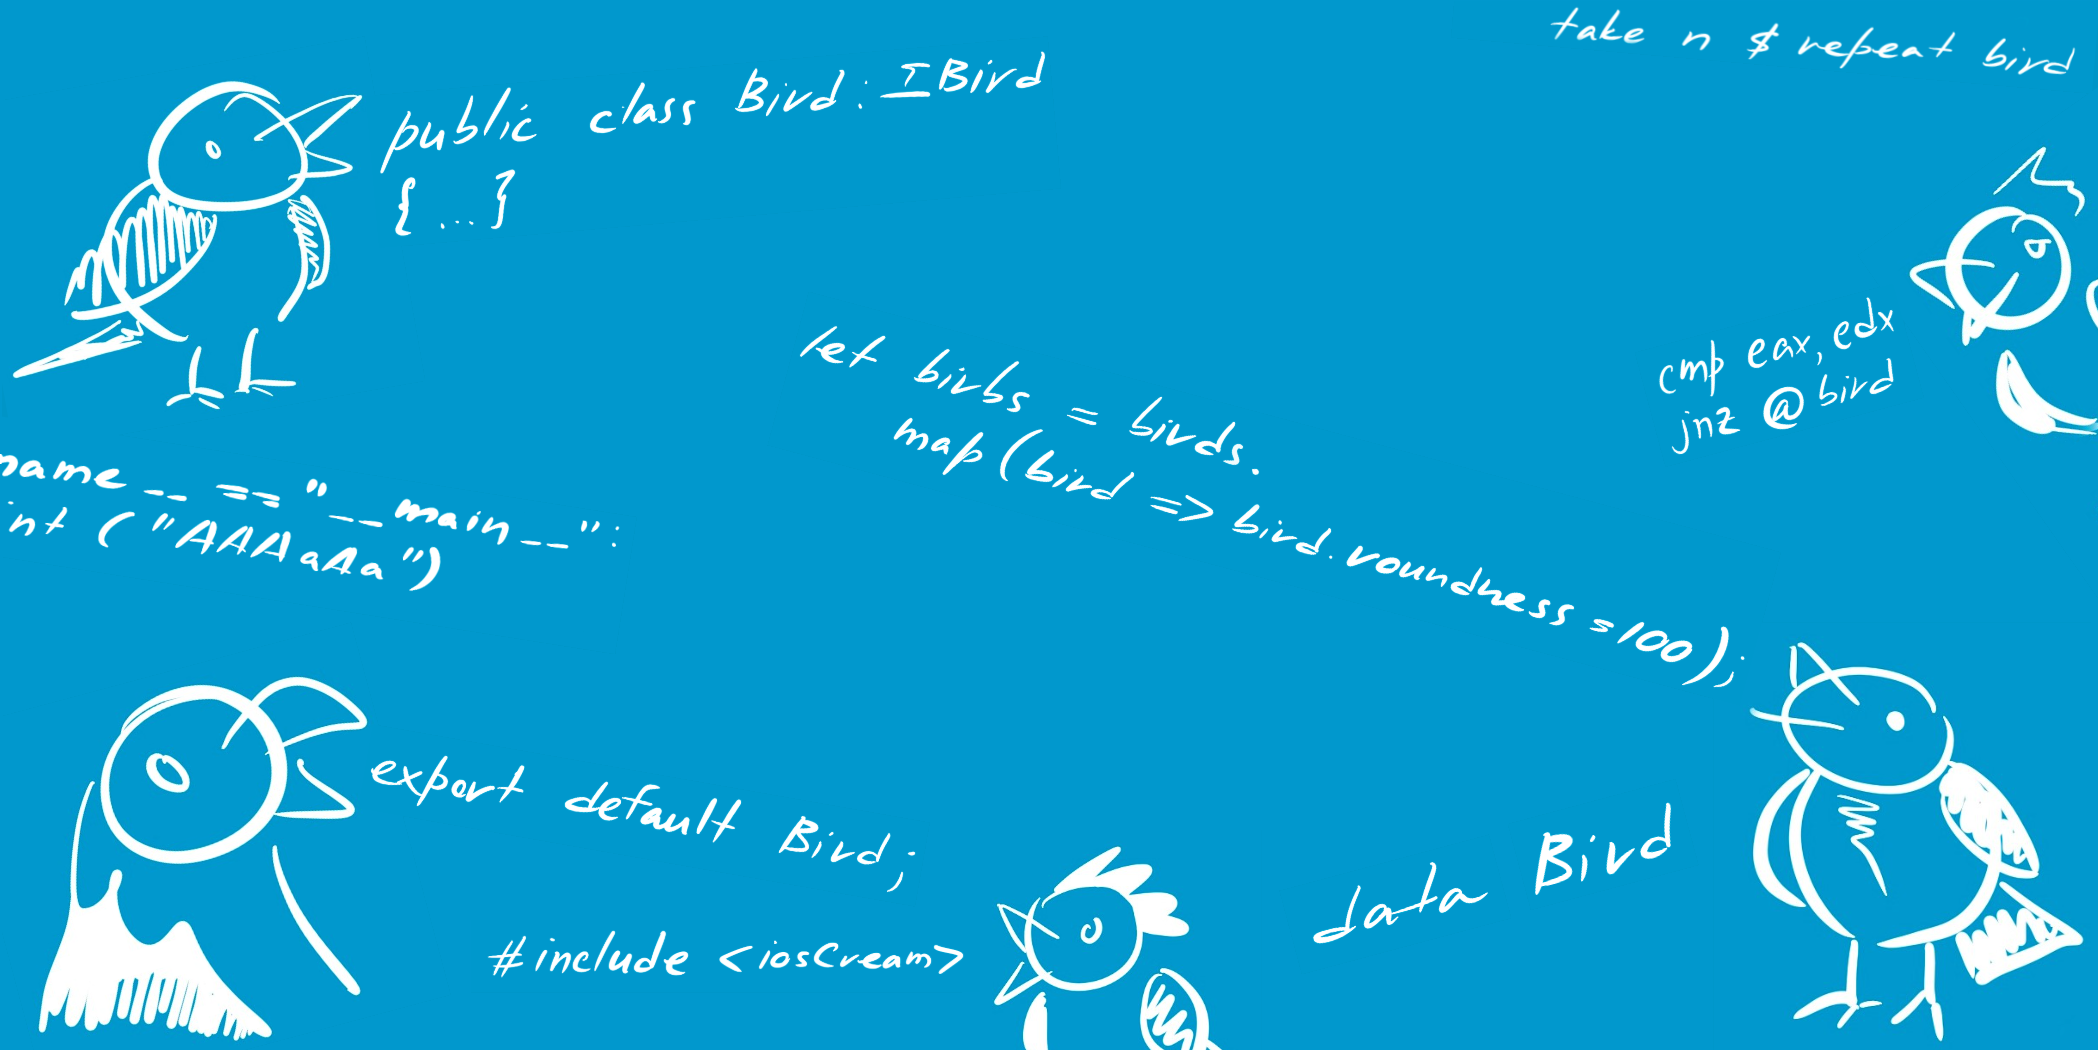 take n $ repeat bird
public class Bird : IBird
{ ... }
cmp eax, edx
jnz @bird
let birbs = birds.
map (bird => bird.roundness = 100);
name__ == "__main__":
int ("AAAaAa")
export default Bird;
data Bird
#include <iosCream>